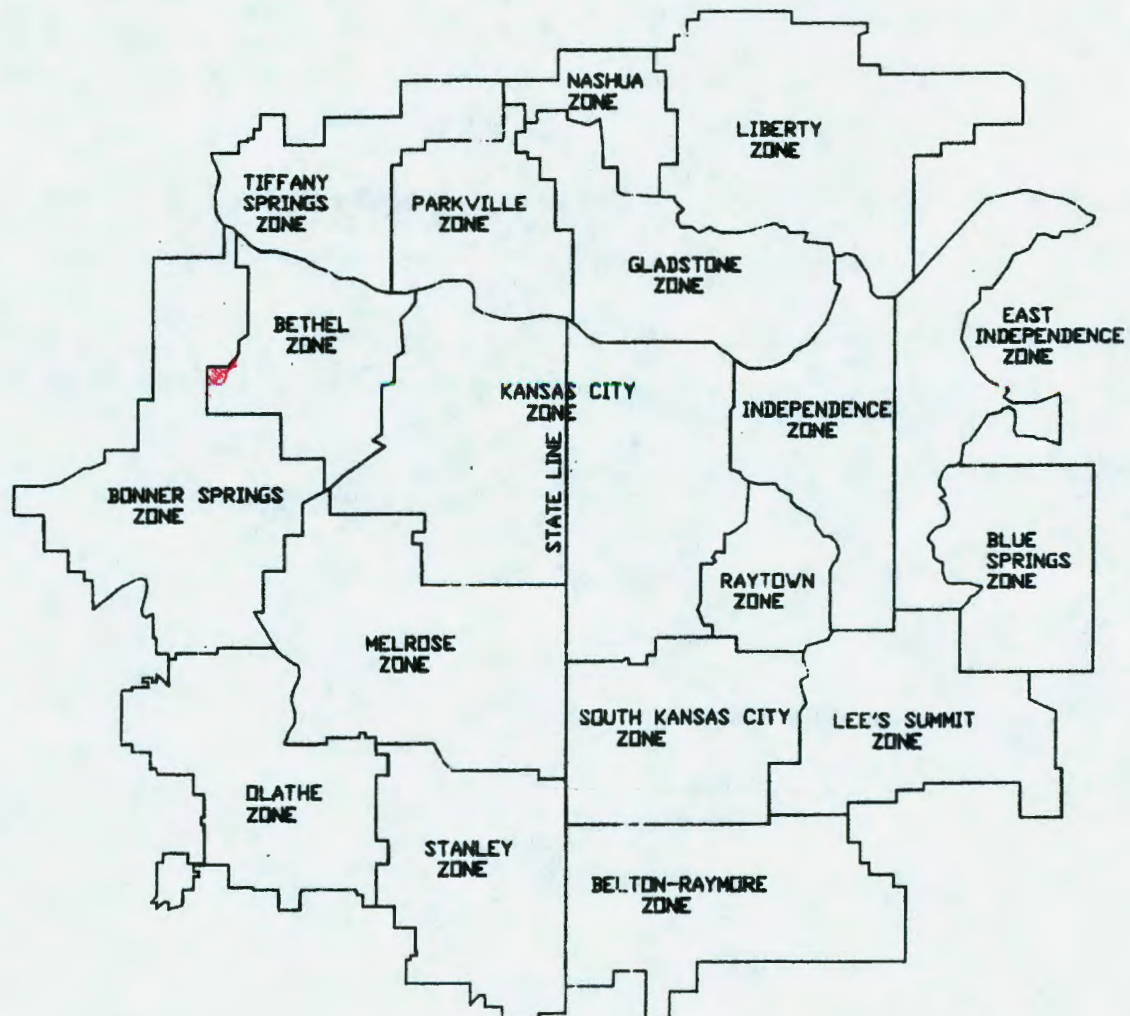 NASHUA
ZONE
LIBERTY
ZONE
TIFFANY
SPRINGS
ZONE
PARKVILLE
ZONE
GLADSTONE
ZONE
BETHEL
ZONE
EAST
INDEPENDENCE
ZONE
KANSAS CITY
ZONE
INDEPENDENCE
ZONE
STATE LINE
BONNER SPRINGS
ZONE
BLUE
SPRINGS
ZONE
RAYTOWN
ZONE
MELROSE
ZONE
SOUTH KANSAS CITY
ZONE
LEE'S SUMMIT
ZONE
OLATHE
ZONE
STANLEY
ZONE
BELTON-RAYMORE
ZONE